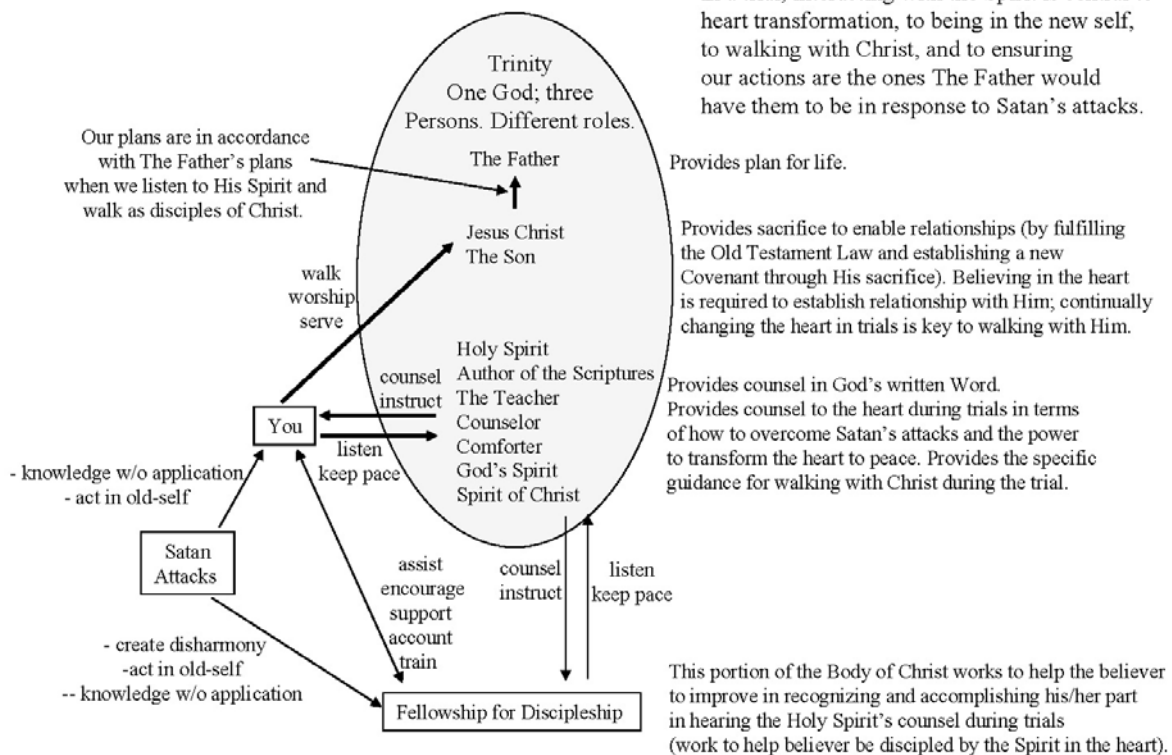 heart transformation, to being in the new self,
to walking with Christ, and to ensuring
our actions are the ones The Father would
have them to be in response to Satan's attacks.
Trinity
One God; three
Persons. Different roles.
Our plans are in accordance
with The Father's plans
when we listen to His Spirit and
walk as disciples of Christ.
The Father
Provides plan for life.
Jesus Christ
The Son
Provides sacrifice to enable relationships (by fulfilling
the Old Testament Law and establishing a new
Covenant through His sacrifice). Believing in the heart
is required to establish relationship with Him; continually
changing the heart in trials is key to walking with Him.
walk
worship
serve
Holy Spirit
Author of the Scriptures
The Teacher
Counselor
Comforter
God's Spirit
Spirit of Christ
counsel
instruct
You
listen
keep pace
Provides counsel in God's written Word.
Provides counsel to the heart during trials in terms
of how to overcome Satan's attacks and the power
to transform the heart to peace. Provides the specific
guidance for walking with Christ during the trial.
- knowledge w/o application
- act in old-self
Satan
Attacks
assist
encourage
support
account
train
counsel
instruct
listen
keep pace
- create disharmony
-act in old-self
-- knowledge w/o application
Fellowship for Discipleship
This portion of the Body of Christ works to help the believer
to improve in recognizing and accomplishing his/her part
in hearing the Holy Spirit's counsel during trials
(work to help believer be discipled by the Spirit in the heart).